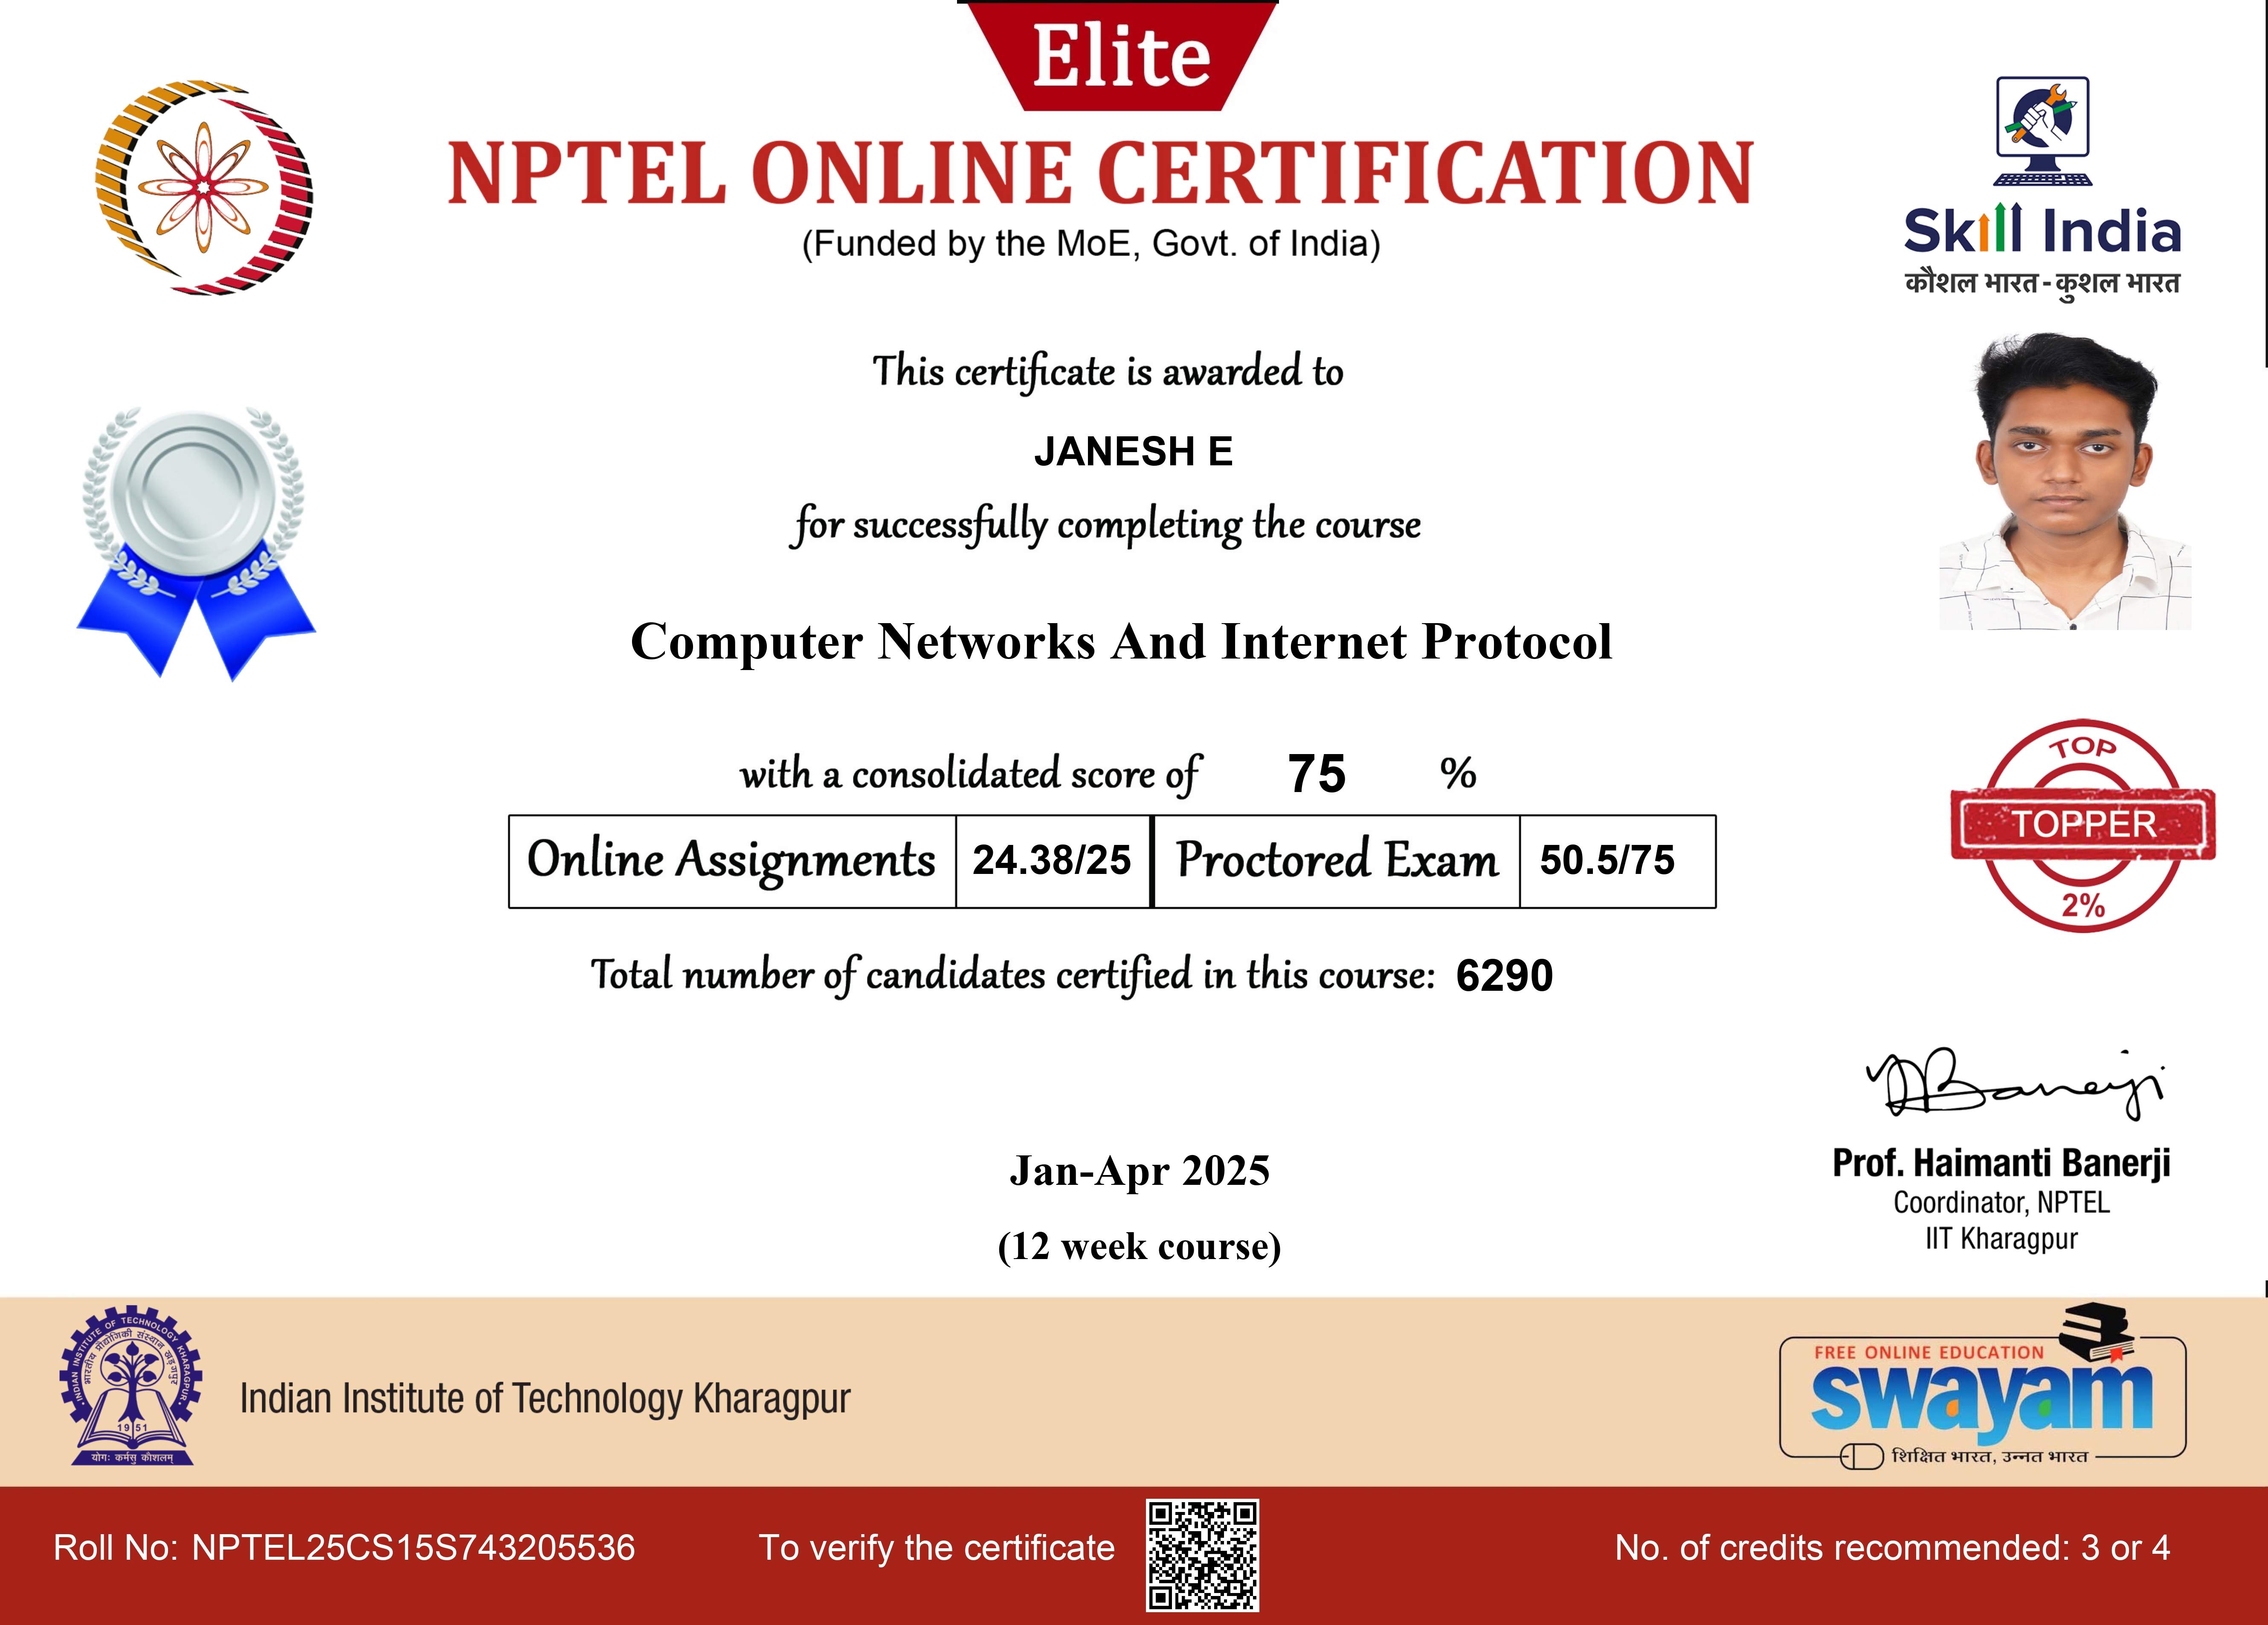 Elite
NPTEL ONLINE CERTIFICATION
(Funded by the MoE, Govt. of India)
Skill India
कौशल भारत - कुशल भारत
This certificate is awarded to
JANESH E
for successfully completing the course
Computer Networks And Internet Protocol
with a consolidated score of 75 %
Online Assignments 24.38/25 Proctored Exam 50.5/75
TOP
TOPPER
2%
Total number of candidates certified in this course: 6290
Banerji
Prof. Haimanti Banerji
Coordinator, NPTEL
IIT Kharagpur
Jan-Apr 2025
(12 week course)
INDIAN INSTITUTE OF TECHNOLOGY KHARAGPUR
भारतीय प्रौद्योगिकी संस्थान खड़गपुर
1951
योगः कर्मसु कौशलम्
Indian Institute of Technology Kharagpur
FREE ONLINE EDUCATION
swayam
शिक्षित भारत, उन्नत भारत
Roll No: NPTEL25CS15S743205536
To verify the certificate
No. of credits recommended: 3 or 4